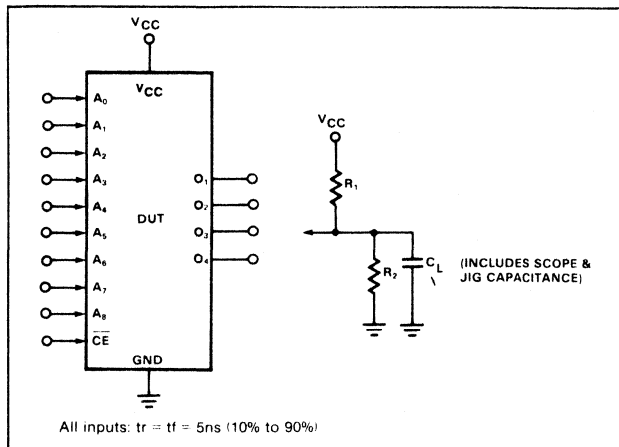 VCC
VCC
A0
A1
A2
A3
A4
A5
A6
A7
A8
CE
DUT
O1
O2
O3
O4
GND
VCC
R1
R2
CL
(INCLUDES SCOPE &
JIG CAPACITANCE)
All inputs: tr = tf = 5ns (10% to 90%)